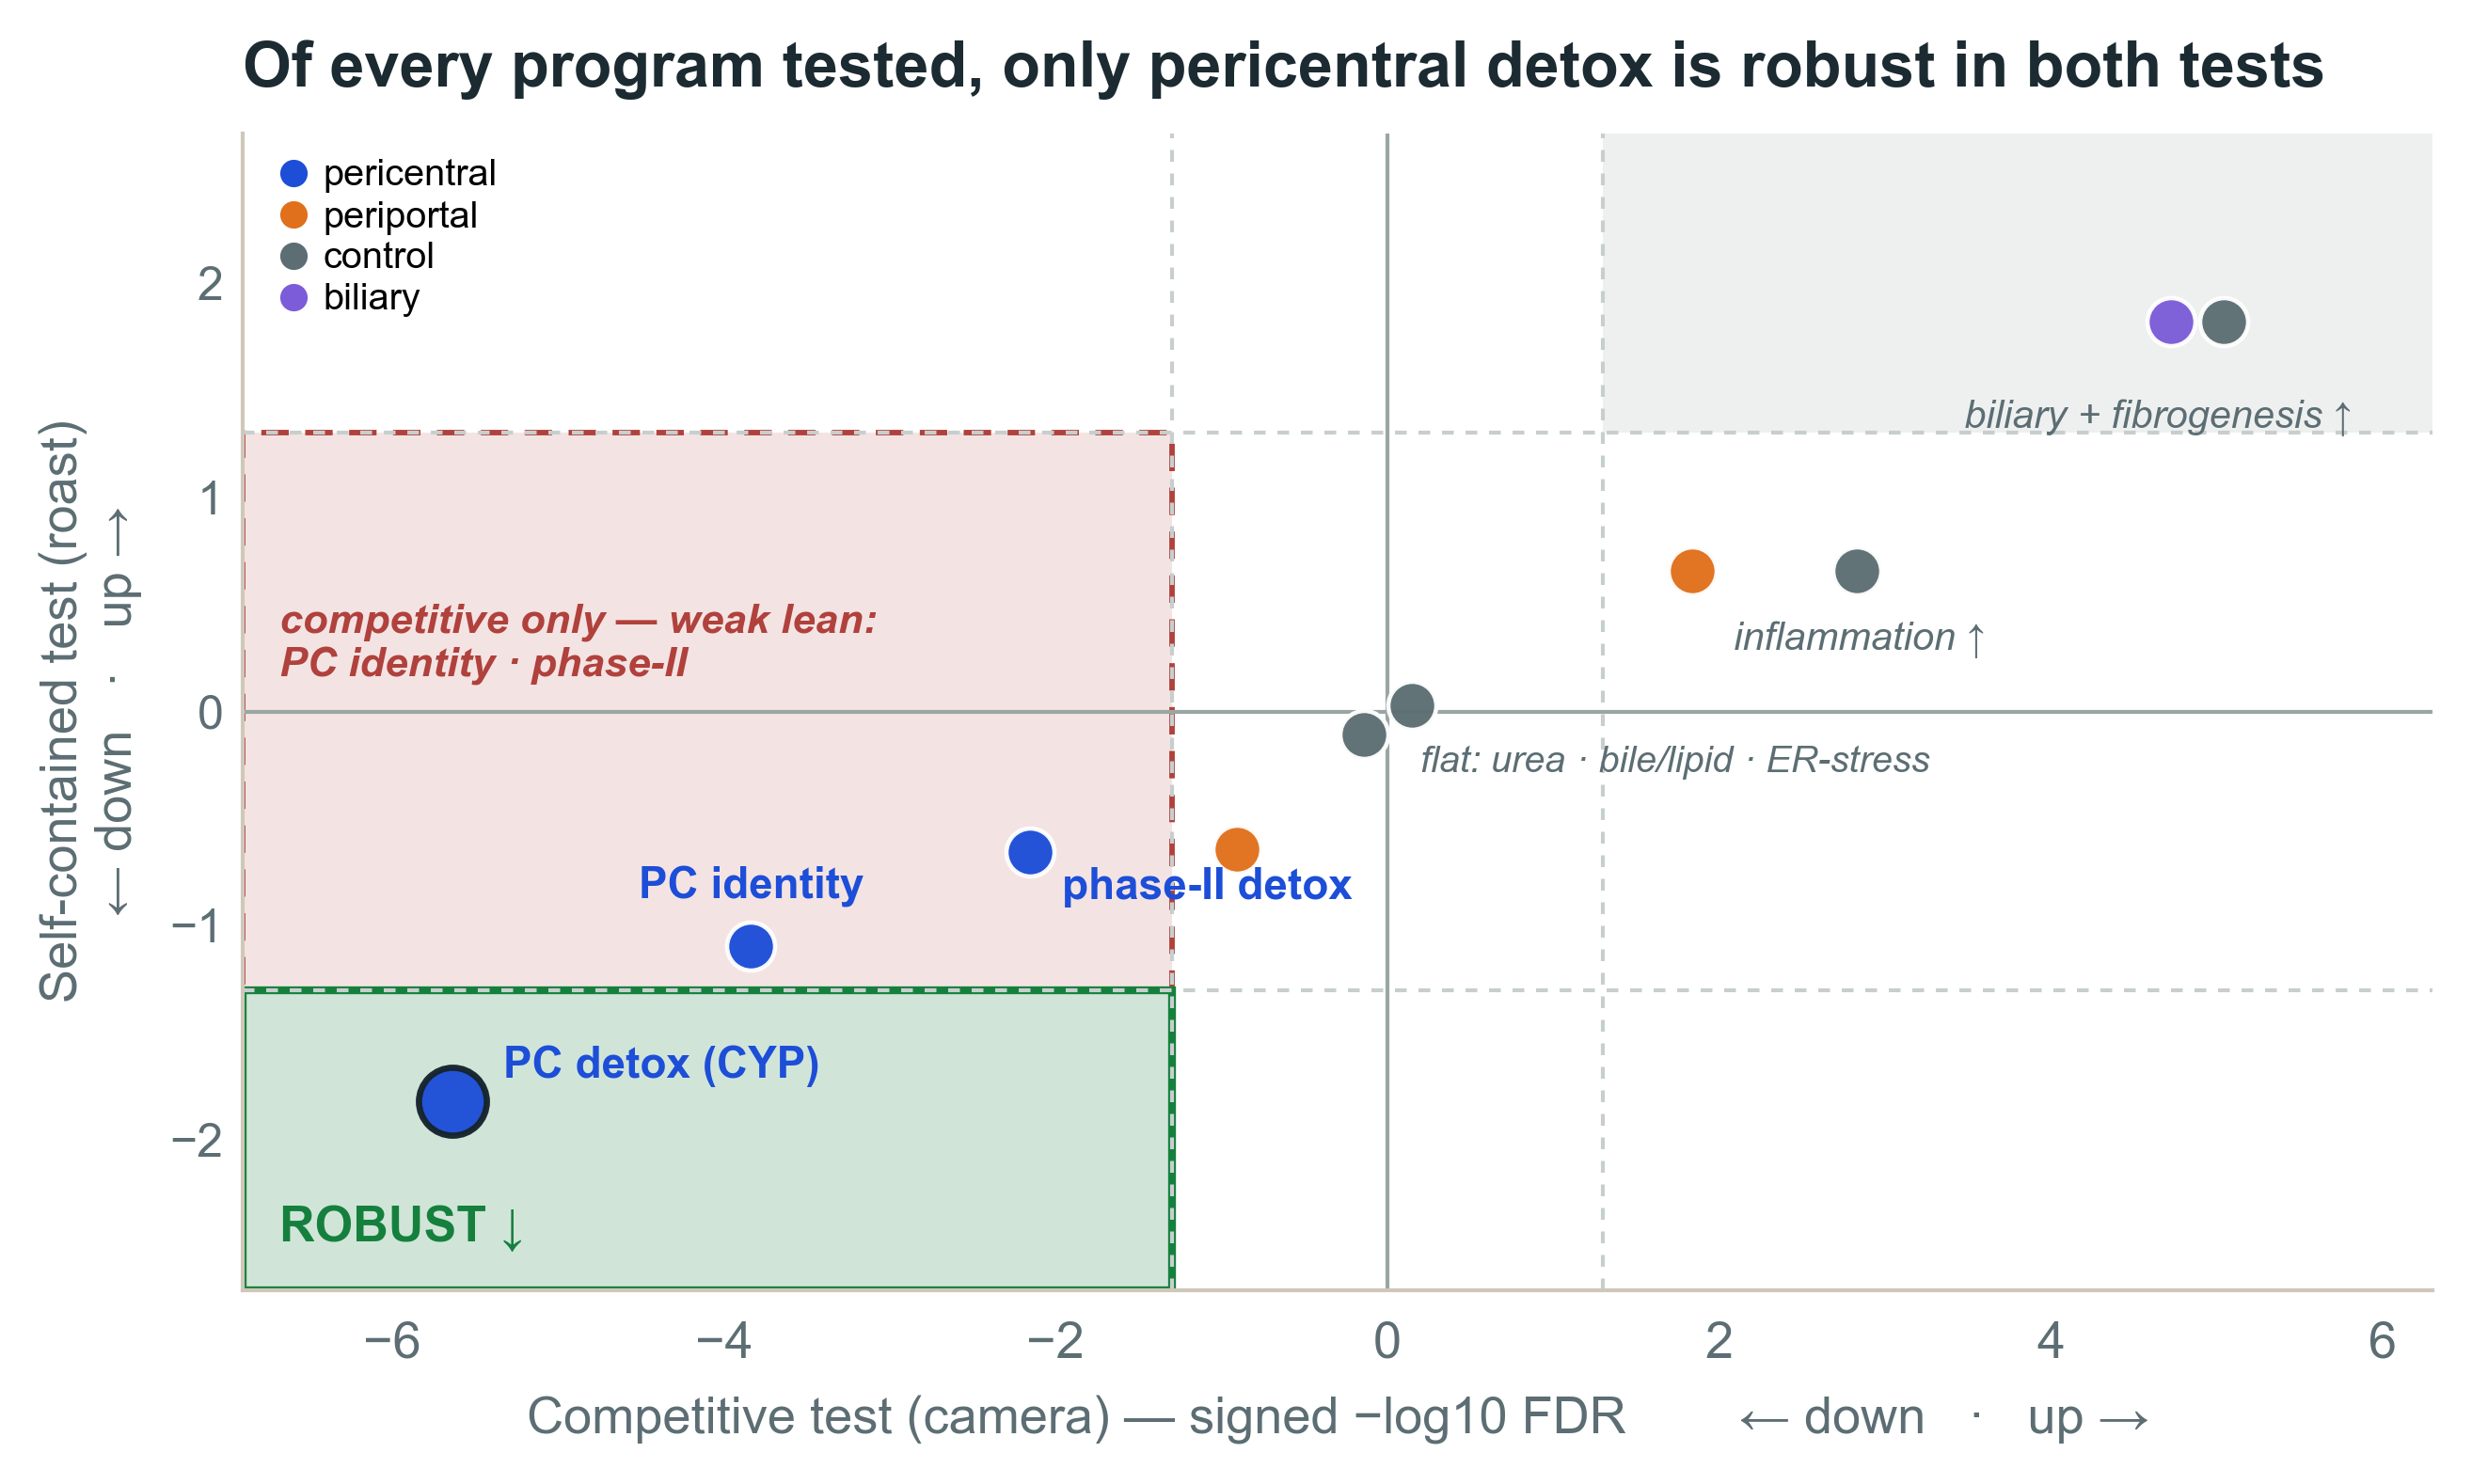 Of every program tested, only pericentral detox is robust in both tests
pericentral
periportal
control
biliary
2
1
0
−1
−2
Self-contained test (roast)
← down · up →
biliary + fibrogenesis ↑
competitive only — weak lean:
PC identity · phase-II
inflammation ↑
flat: urea · bile/lipid · ER-stress
PC identity
phase-II detox
PC detox (CYP)
ROBUST ↓
−6
−4
−2
0
2
4
6
Competitive test (camera) — signed −log10 FDR ← down · up →